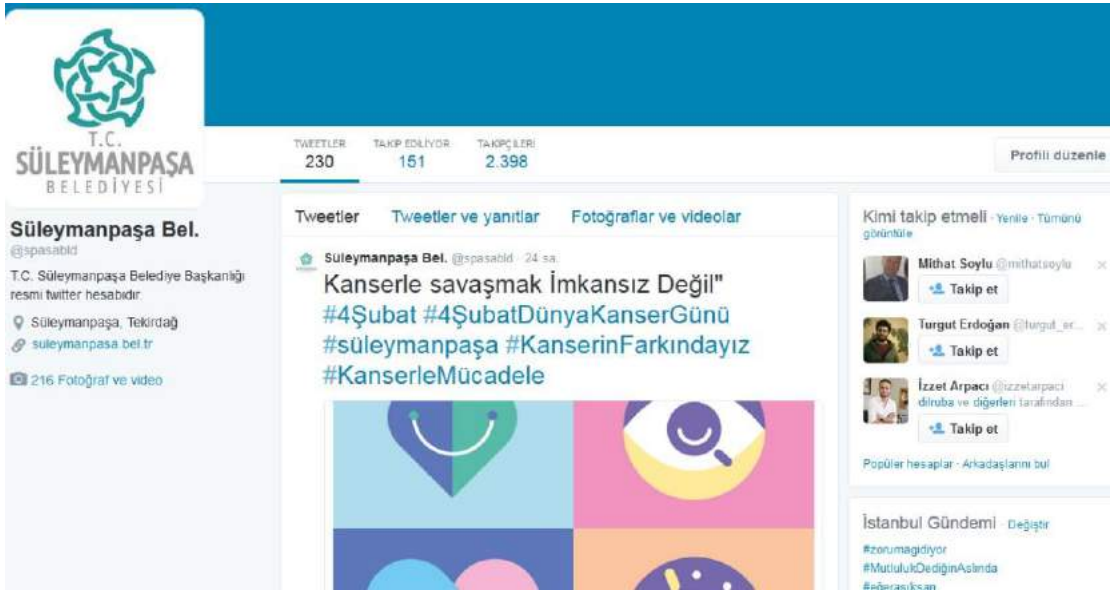 T.C.
SÜLEYMANPAŞA
BELEDİYESİ
Süleymanpaşa Bel.
@spasabld
T.C. Süleymanpaşa Belediye Başkanlığı
resmi twitter hesabıdır.
Süleymanpaşa, Tekirdağ
suleymanpasa.bel.tr
216 Fotoğraf ve video
TWEETLER TAKİP EDİLİYOR TAKİPÇİLERİ
230 151 2.398
Profili düzenle
Tweetler Tweetler ve yanıtlar Fotoğraflar ve videolar
Süleymanpaşa Bel. @spasabld · 24 sa.
Kanserle savaşmak İmkansız Değil"
#4Şubat #4ŞubatDünyaKanserGünü
#süleymanpaşa #KanserinFarkındayız
#KanserleMücadele
Kimi takip etmeli · Yenile · Tümünü
görüntüle
Mithat Soylu @mithatsoylu
Takip et
Turgut Erdoğan @turgut_er...
Takip et
İzzet Arpacı @izzetarpaci
dilruba ve diğerleri tarafından ...
Takip et
Popüler hesaplar · Arkadaşlarını bul
İstanbul Gündemi · Değiştir
#zorumagidiyor
#MutlulukDediğinAslında
#eğerasıksan